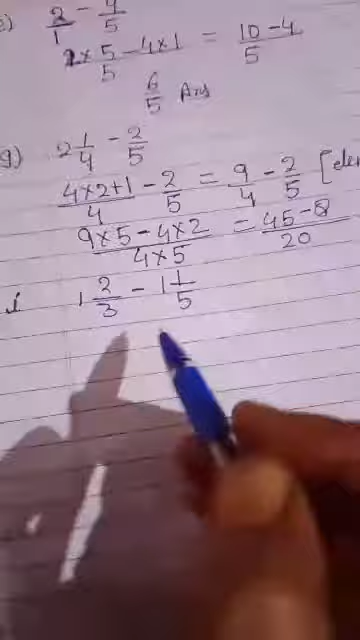 2/1 - 4/5
2×5-4×1/5 = 10-4/5
6/5 Ans
g) 2 1/4 - 2/5
4×2+1/4 - 2/5 = 9/4 - 2/5
9×5-4×2/4×5 = 45-8/20
i 1 2/3 - 1 1/5